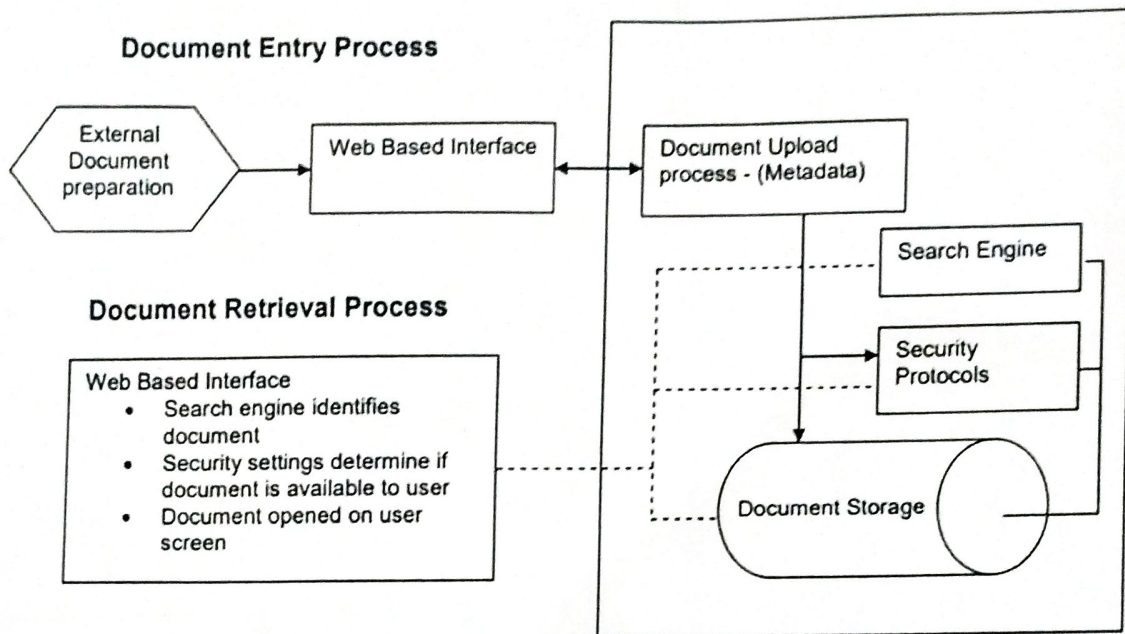 Document Entry Process
External
Document
preparation
Web Based Interface
Document Upload
process - (Metadata)
Search Engine
Security
Protocols
Document Storage
Document Retrieval Process
Web Based Interface
• Search engine identifies
document
• Security settings determine if
document is available to user
• Document opened on user
screen